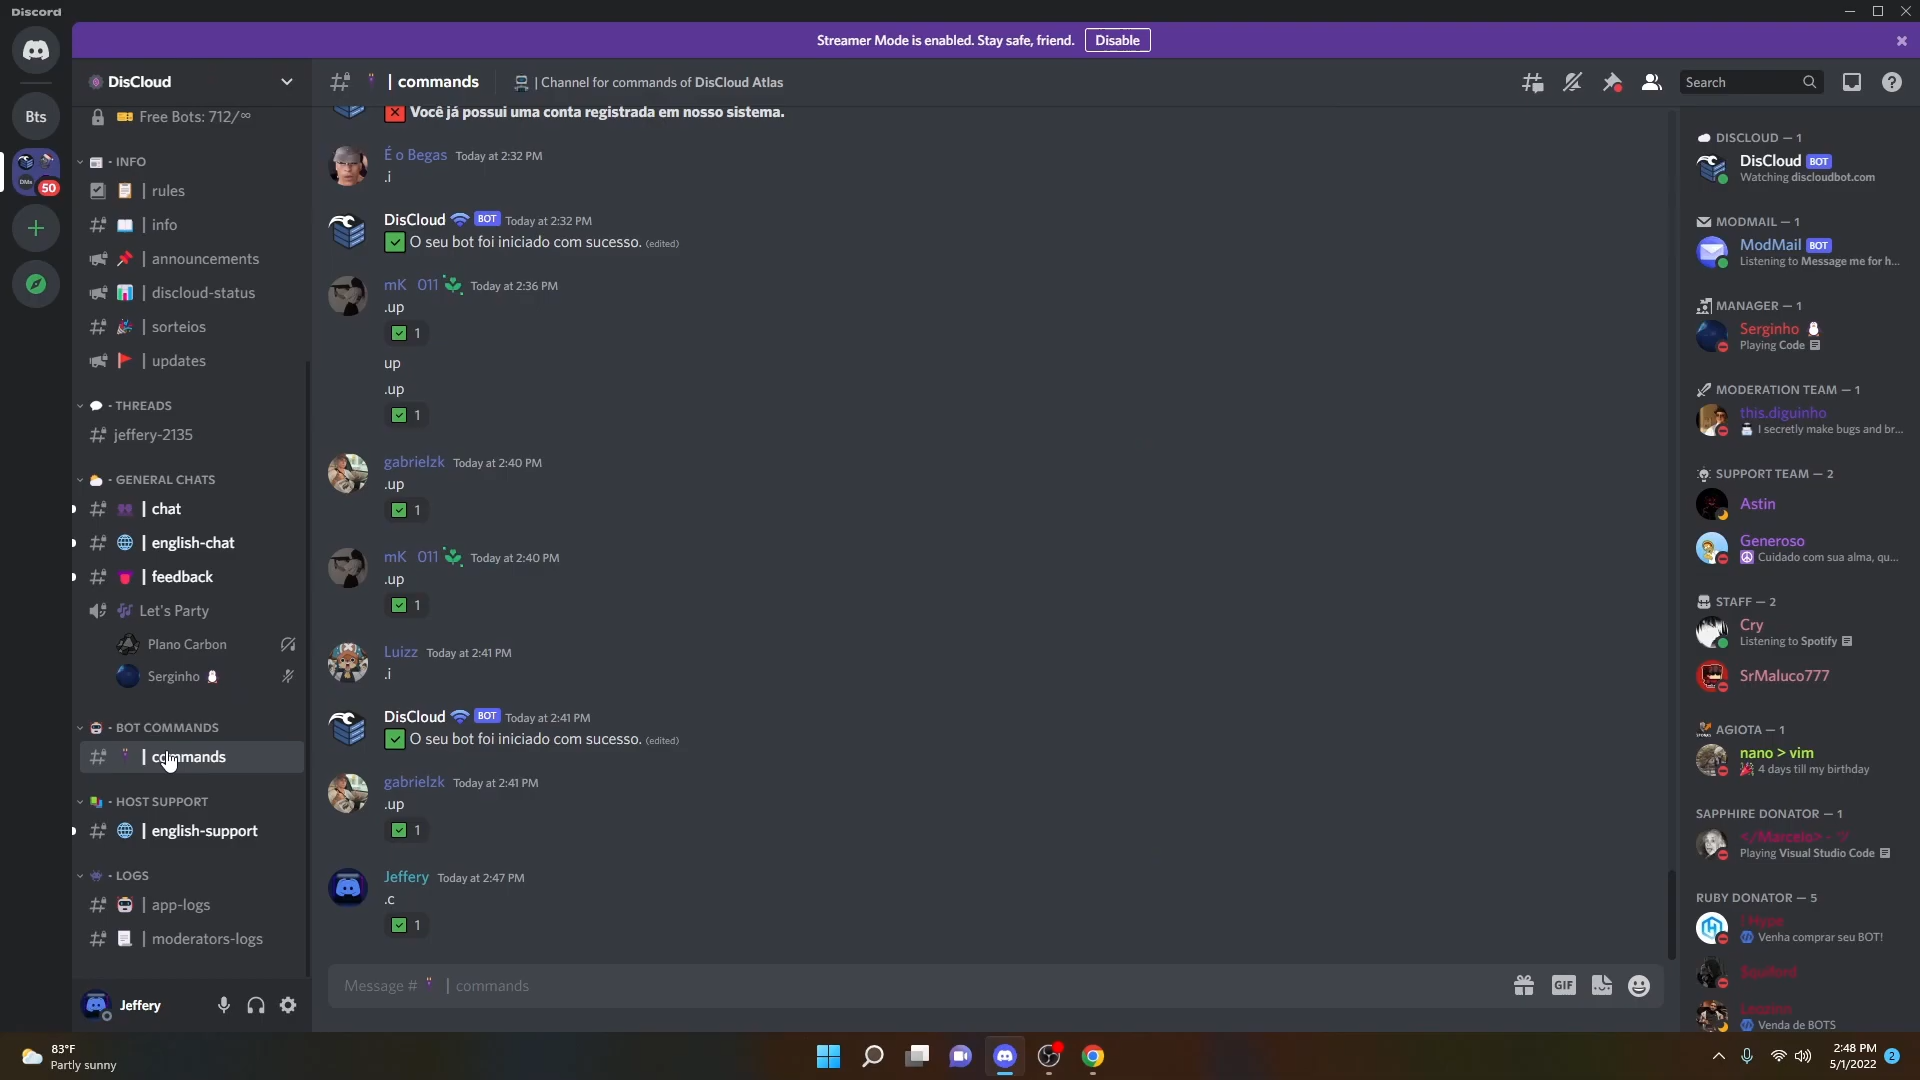 Discord
Streamer Mode is enabled. Stay safe, friend.
Disable
Bts
50
DisCloud
Free Bots: 712/∞
- INFO
| rules
| info
| announcements
| discloud-status
| sorteios
| updates
- THREADS
jeffery-2135
- GENERAL CHATS
| chat
| english-chat
| feedback
Let's Party
Plano Carbon
Serginho
- BOT COMMANDS
| commands
- HOST SUPPORT
| english-support
- LOGS
| app-logs
| moderators-logs
Jeffery
| commands
| Channel for commands of DisCloud Atlas
Search
Você já possui uma conta registrada em nosso sistema.
É o Begas Today at 2:32 PM
.i
DisCloud BOT Today at 2:32 PM
O seu bot foi iniciado com sucesso. (edited)
mK 011 Today at 2:36 PM
.up
1
up
.up
1
gabrielzk Today at 2:40 PM
.up
1
mK 011 Today at 2:40 PM
.up
1
Luizz Today at 2:41 PM
.i
DisCloud BOT Today at 2:41 PM
O seu bot foi iniciado com sucesso. (edited)
gabrielzk Today at 2:41 PM
.up
1
Jeffery Today at 2:47 PM
.c
1
Message # | commands
GIF
DISCLOUD — 1
DisCloud BOT
Watching discloudbot.com
MODMAIL — 1
ModMail BOT
Listening to Message me for h...
MANAGER — 1
Serginho
Playing Code
MODERATION TEAM — 1
this.diguinho
I secretly make bugs and br...
SUPPORT TEAM — 2
Astin
Generoso
Cuidado com sua alma, qu...
STAFF — 2
Cry
Listening to Spotify
SrMaluco777
AGIOTA — 1
nano > vim
4 days till my birthday
SAPPHIRE DONATOR — 1
</Marcelo> - ツ
Playing Visual Studio Code
RUBY DONATOR — 5
! Hype
Venha comprar seu BOT!
Venda de BOTS
83°F
Partly sunny
2:48 PM
5/1/2022
2